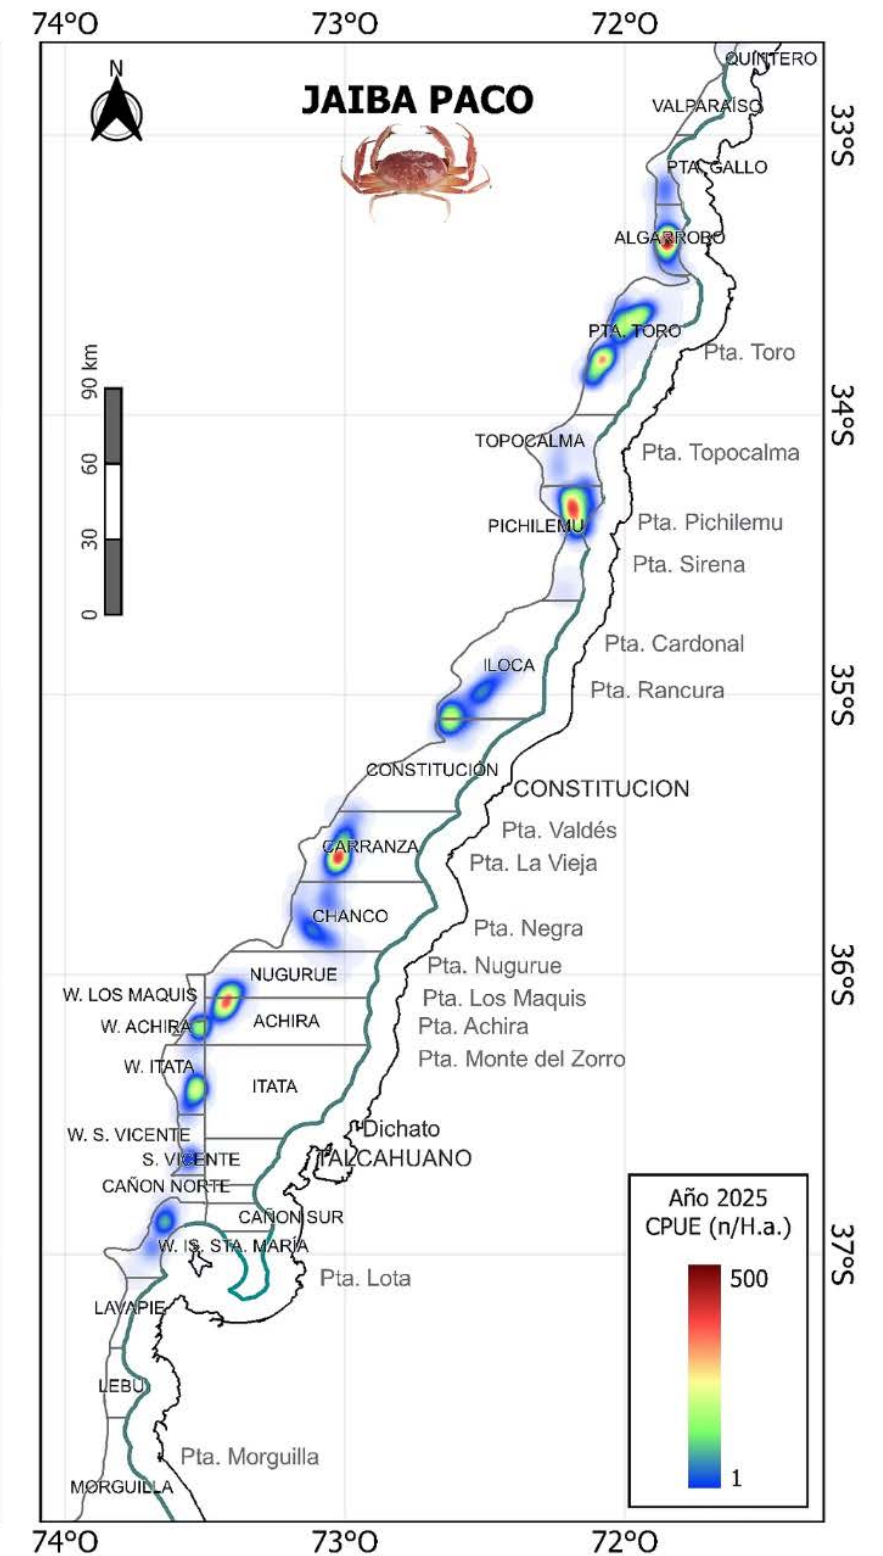 74°O
73°O
72°O
N
JAIBA PACO
QUINTERO
VALPARAÍSO
33°S
PTA. GALLO
ALGARROBO
PTA. TORO
Pta. Toro
90 km
60
30
0
34°S
TOPOCALMA
Pta. Topocalma
PICHILEMU
Pta. Pichilemu
Pta. Sirena
Pta. Cardonal
ILOCA
Pta. Rancura
35°S
CONSTITUCIÓN
CONSTITUCION
Pta. Valdés
CARRANZA
Pta. La Vieja
CHANCO
Pta. Negra
NUGURUE
Pta. Nugurue
36°S
W. LOS MAQUIS
Pta. Los Maquis
W. ACHIRA
ACHIRA
Pta. Achira
W. ITATA
Pta. Monte del Zorro
ITATA
W. S. VICENTE
Dichato
S. VICENTE
TALCAHUANO
CAÑON NORTE
CAÑON SUR
W. IS. STA. MARÍA
37°S
Pta. Lota
LAVAPIE
LEBU
Pta. Morguilla
MORGUILLA
Año 2025
CPUE (n/H.a.)
500
1
74°O
73°O
72°O